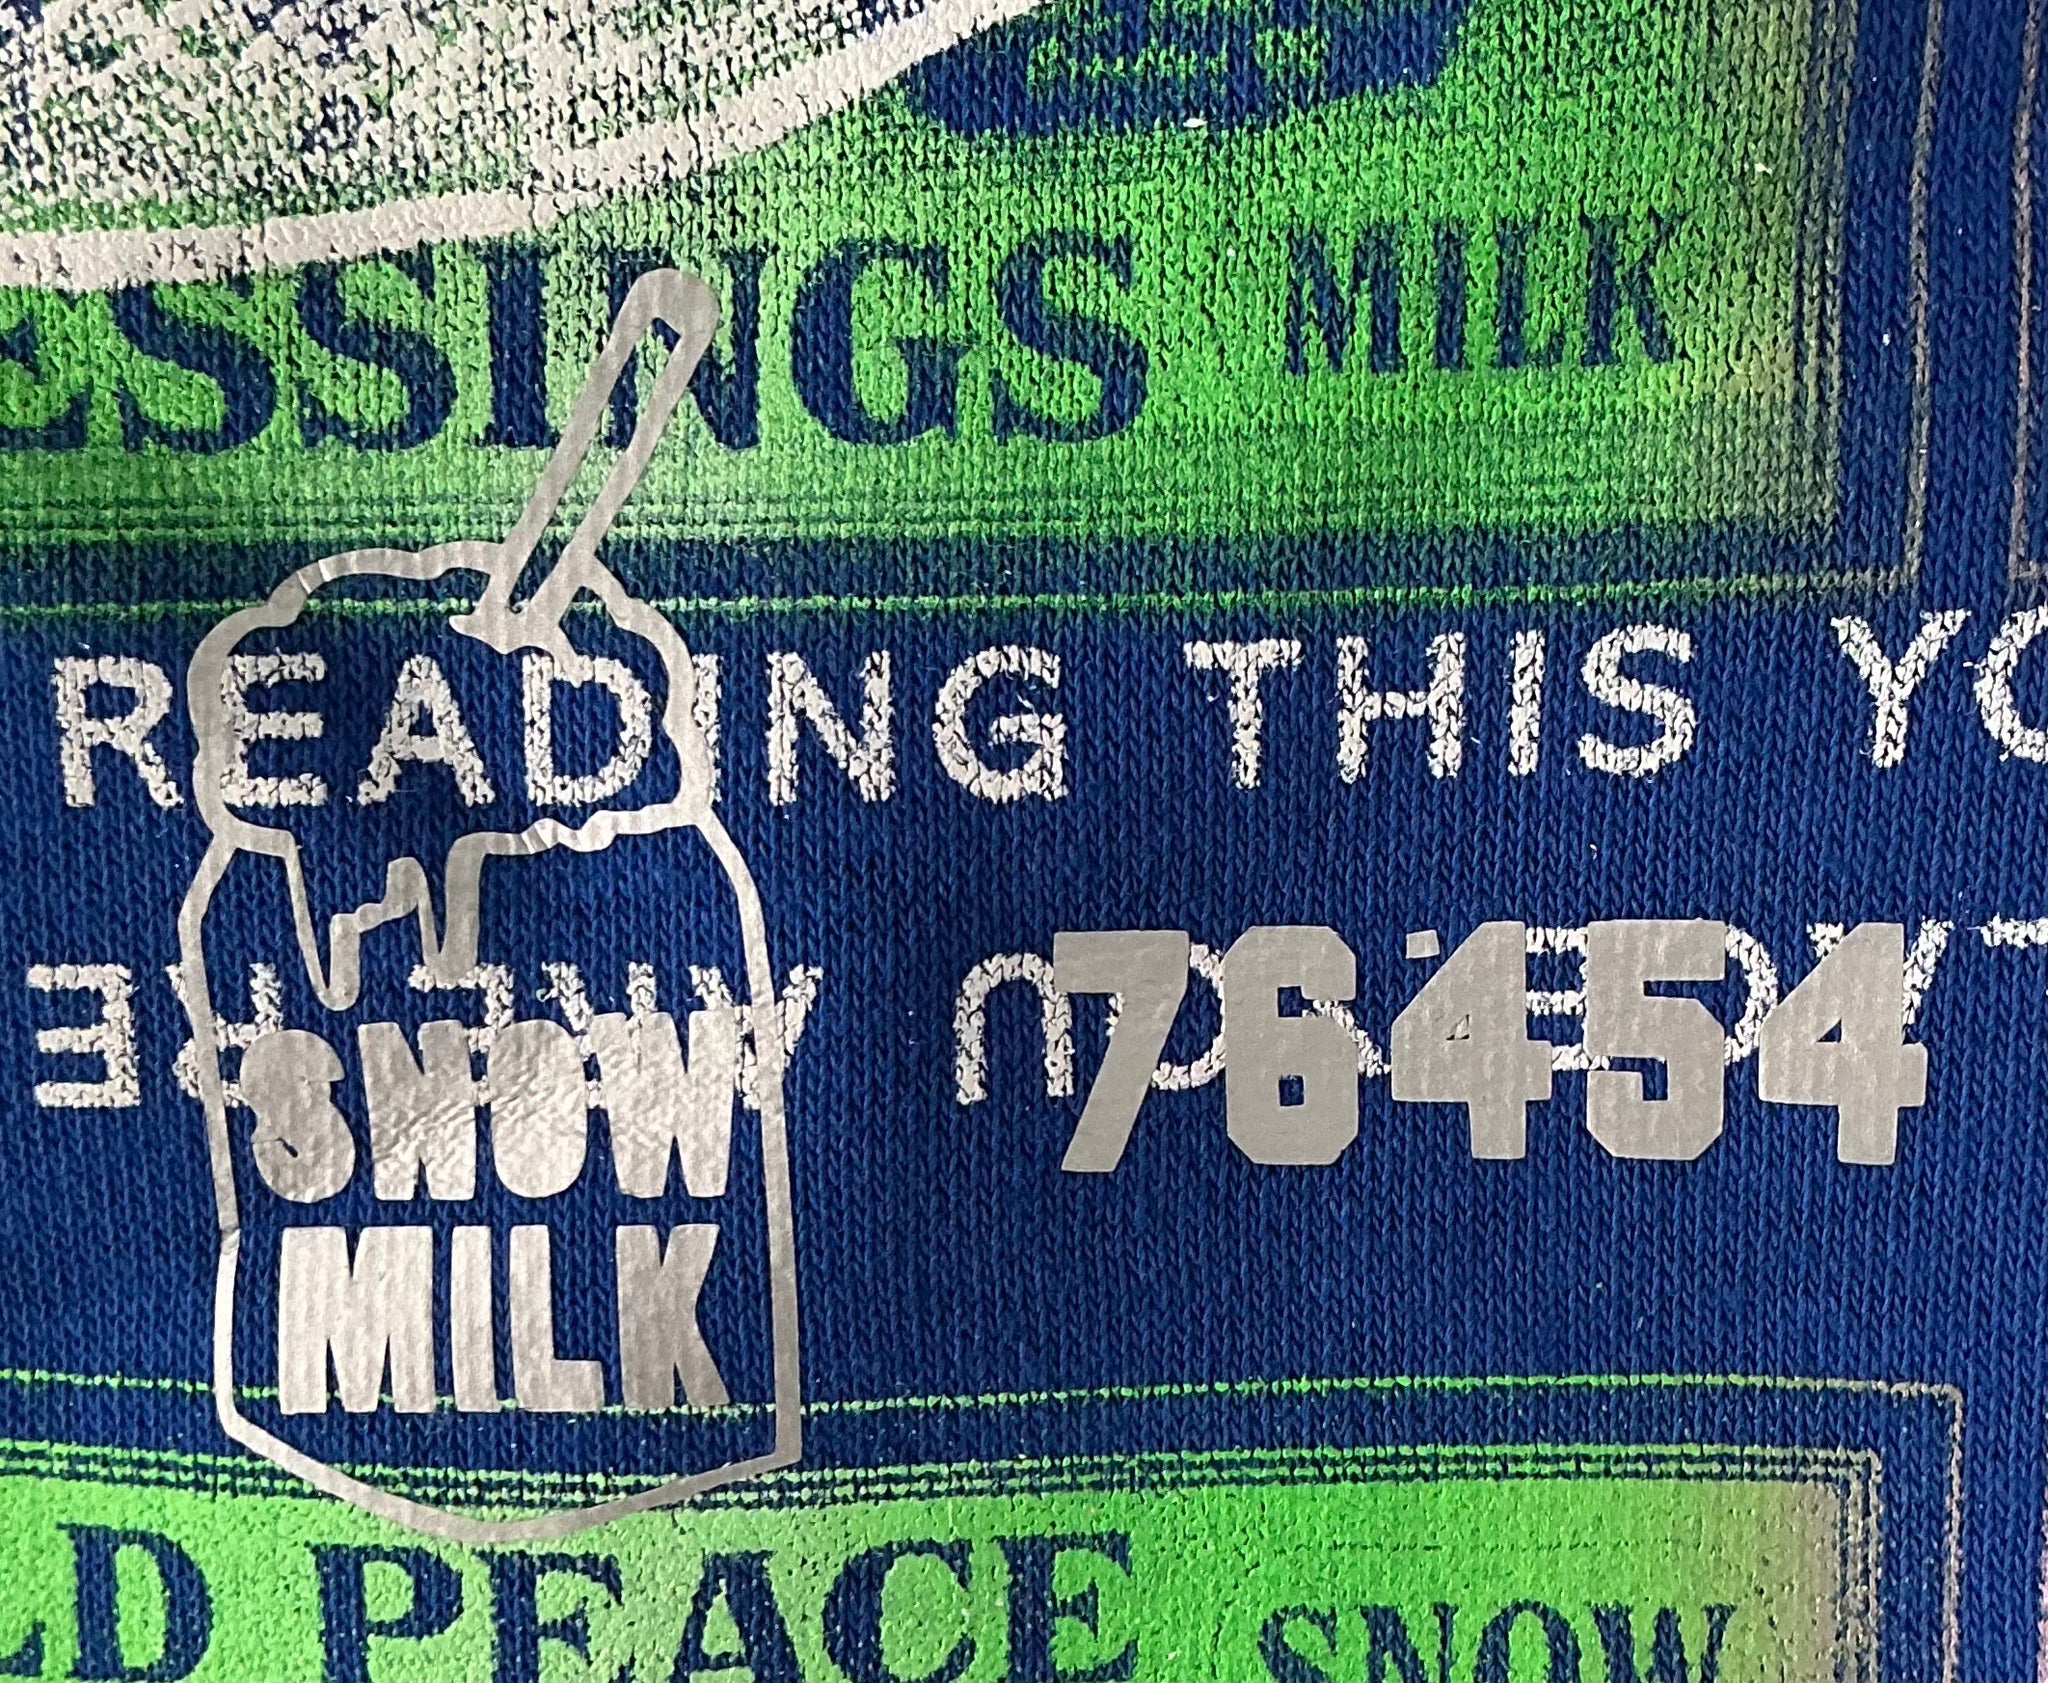 ESSINGS MILK
READING THIS YO
76454
SNOW
MILK
D PEACE SNOW